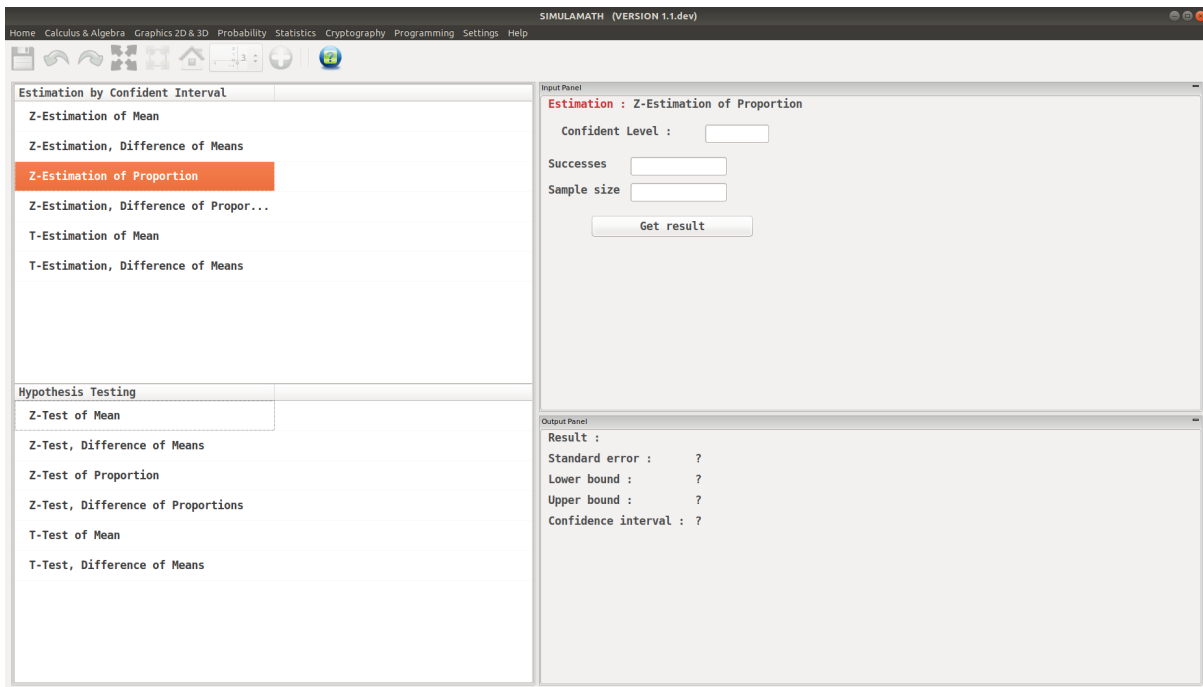 SIMULAMATH (VERSION 1.1.dev)
Home Calculus & Algebra Graphics 2D & 3D Probability Statistics Cryptography Programming Settings Help
3
Estimation by Confident Interval
Z-Estimation of Mean
Z-Estimation, Difference of Means
Z-Estimation of Proportion
Z-Estimation, Difference of Propor...
T-Estimation of Mean
T-Estimation, Difference of Means
Hypothesis Testing
Z-Test of Mean
Z-Test, Difference of Means
Z-Test of Proportion
Z-Test, Difference of Proportions
T-Test of Mean
T-Test, Difference of Means
Input Panel
Estimation : Z-Estimation of Proportion
Confident Level :
Successes
Sample size
Get result
Output Panel
Result :
Standard error : ?
Lower bound : ?
Upper bound : ?
Confidence interval : ?